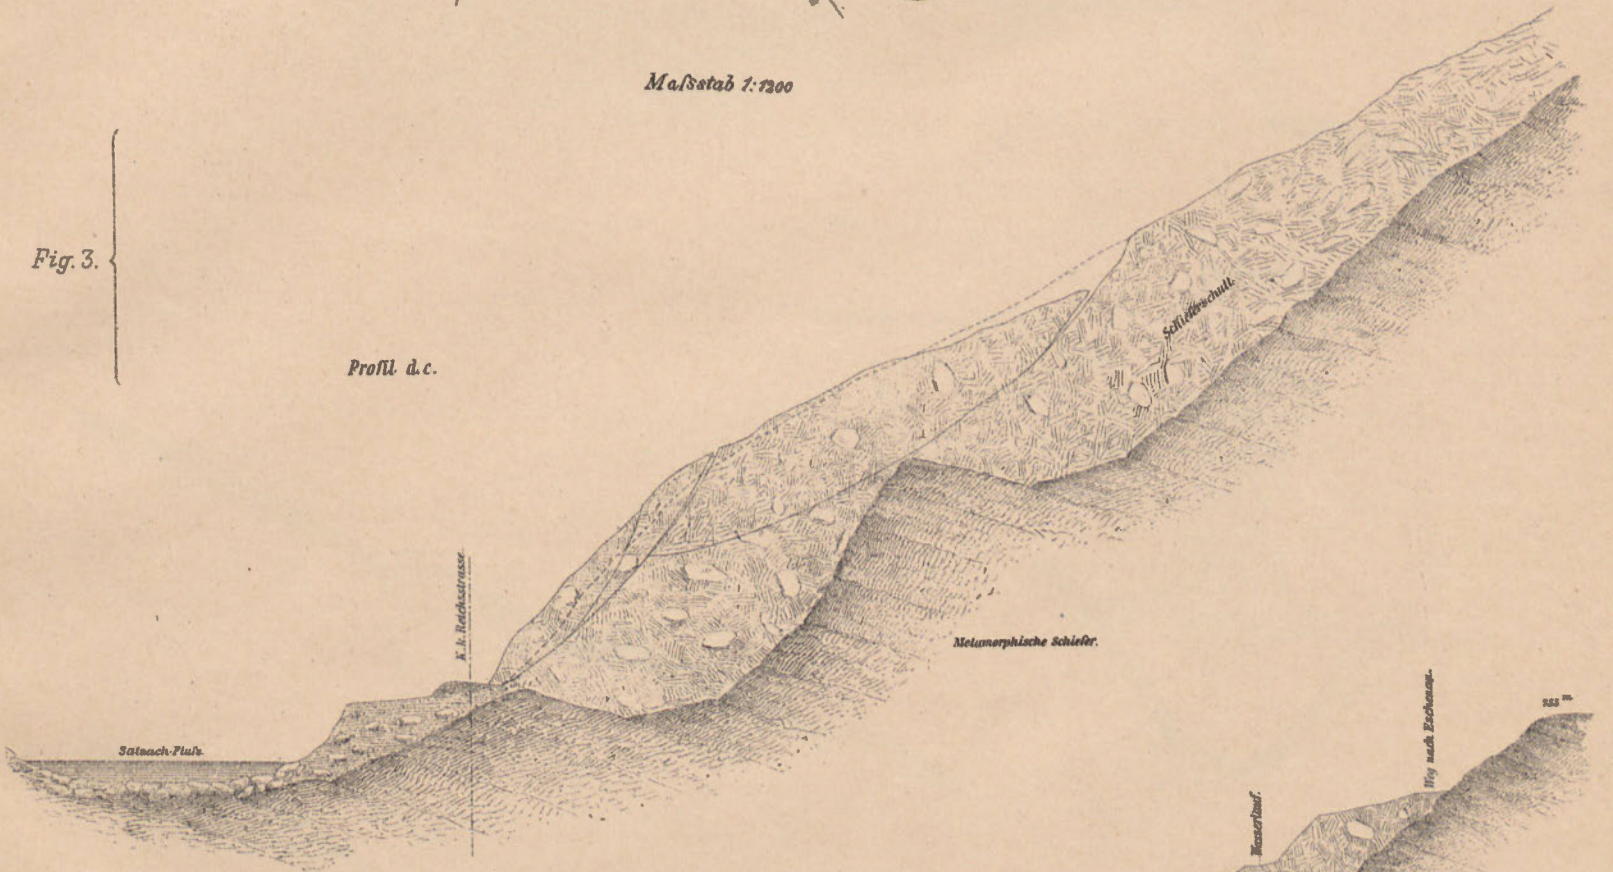 Maſsstab 1:1200
Fig. 3.
Profil d.c.
Schieferschutt.
K.k. Reichsstrasse.
Metamorphische Schiefer.
Salzach-Fluſs.
Weg nach Eschenau.
Wasserlauf.